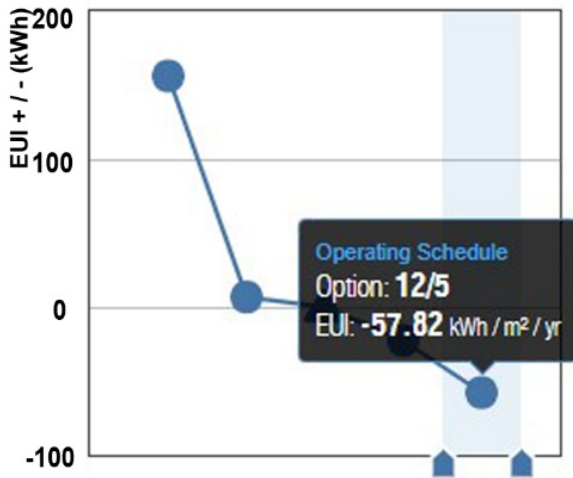 EUI + / - (kWh)
200
100
0
-100
Operating Schedule
Option: 12/5
EUI: -57.82 kWh / m² / yr